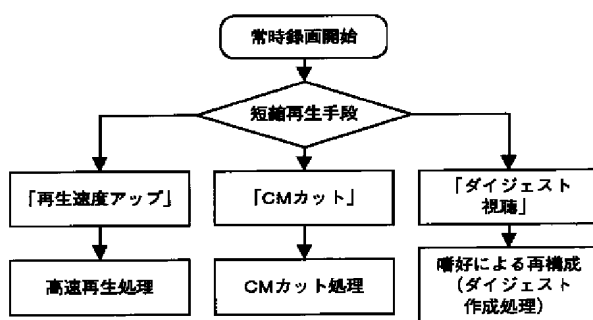 常時録画開始
短縮再生手段
「再生速度アップ」
「CMカット」
「ダイジェスト
視聴」
高速再生処理
CMカット処理
嗜好による再構成
（ダイジェスト
作成処理）